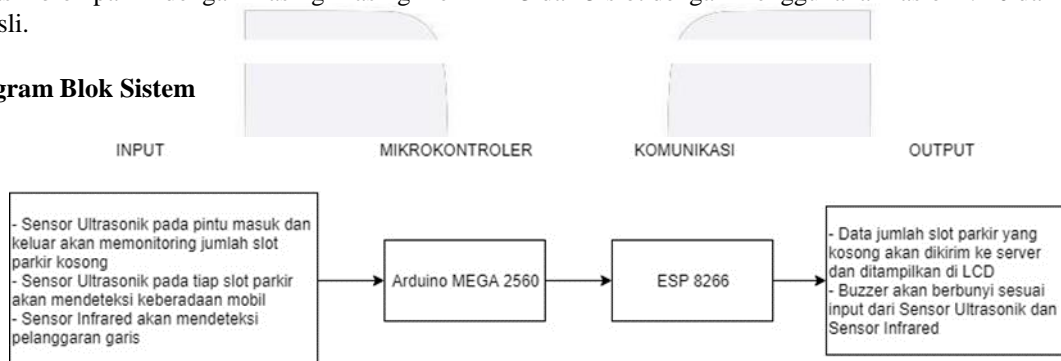 sli.
gram Blok Sistem
INPUT MIKROKONTROLER KOMUNIKASI OUTPUT
- Sensor Ultrasonik pada pintu masuk dan
keluar akan memonitoring jumlah slot
parkir kosong
- Sensor Ultrasonik pada tiap slot parkir
akan mendeteksi keberadaan mobil
- Sensor Infrared akan mendeteksi
pelanggaran garis
Arduino MEGA 2560
ESP 8266
- Data jumlah slot parkir yang
kosong akan dikirim ke server
dan ditampilkan di LCD
- Buzzer akan berbunyi sesuai
input dari Sensor Ultrasonik dan
Sensor Infrared